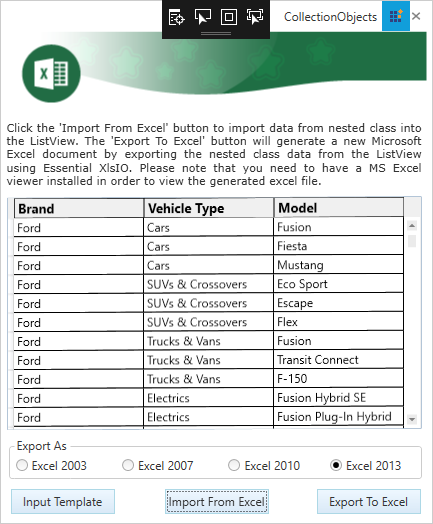 CollectionObjects
X
Click the 'Import From Excel' button to import data from nested class into
the ListView. The 'Export To Excel' button will generate a new Microsoft
Excel document by exporting the nested class data from the ListView
using Essential XlsIO. Please note that you need to have a MS Excel
viewer installed in order to view the generated excel file.
Brand Vehicle Type Model
Ford Cars Fusion
Ford Cars Fiesta
Ford Cars Mustang
Ford SUVs & Crossovers Eco Sport
Ford SUVs & Crossovers Escape
Ford SUVs & Crossovers Flex
Ford Trucks & Vans Fusion
Ford Trucks & Vans Transit Connect
Ford Trucks & Vans F-150
Ford Electrics Fusion Hybrid SE
Ford Electrics Fusion Plug-In Hybrid
Export As
Excel 2003 Excel 2007 Excel 2010 Excel 2013
Input Template Import From Excel Export To Excel